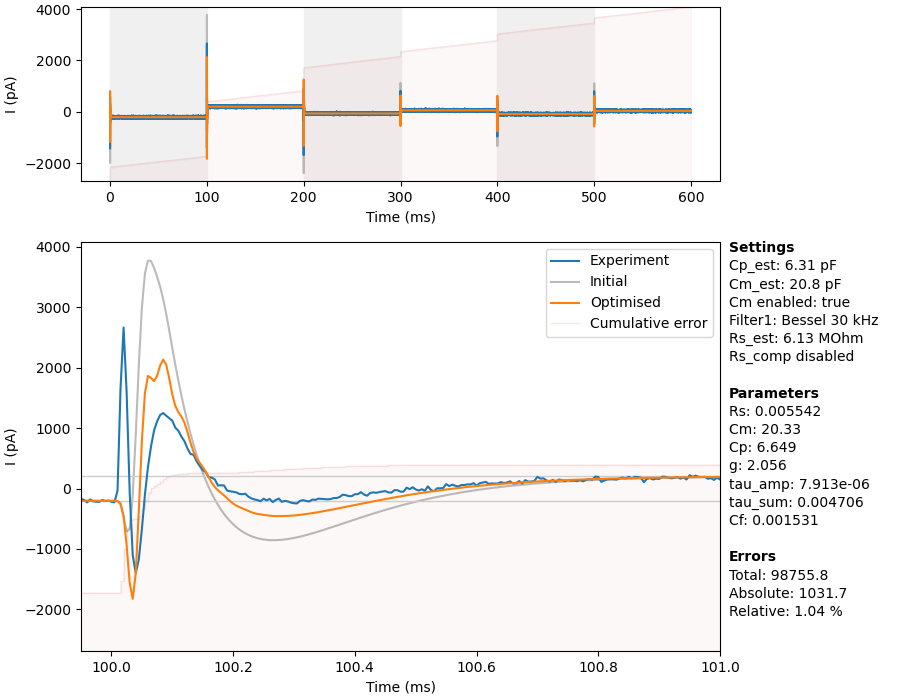 4000
2000
0
−2000
I (pA)
0 100 200 300 400 500 600
Time (ms)
4000
3000
2000
1000
0
−1000
−2000
I (pA)
100.0 100.2 100.4 100.6 100.8 101.0
Time (ms)
Experiment
Initial
Optimised
Cumulative error
Settings
Cp_est: 6.31 pF
Cm_est: 20.8 pF
Cm enabled: true
Filter1: Bessel 30 kHz
Rs_est: 6.13 MOhm
Rs_comp disabled
Parameters
Rs: 0.005542
Cm: 20.33
Cp: 6.649
g: 2.056
tau_amp: 7.913e-06
tau_sum: 0.004706
Cf: 0.001531
Errors
Total: 98755.8
Absolute: 1031.7
Relative: 1.04 %